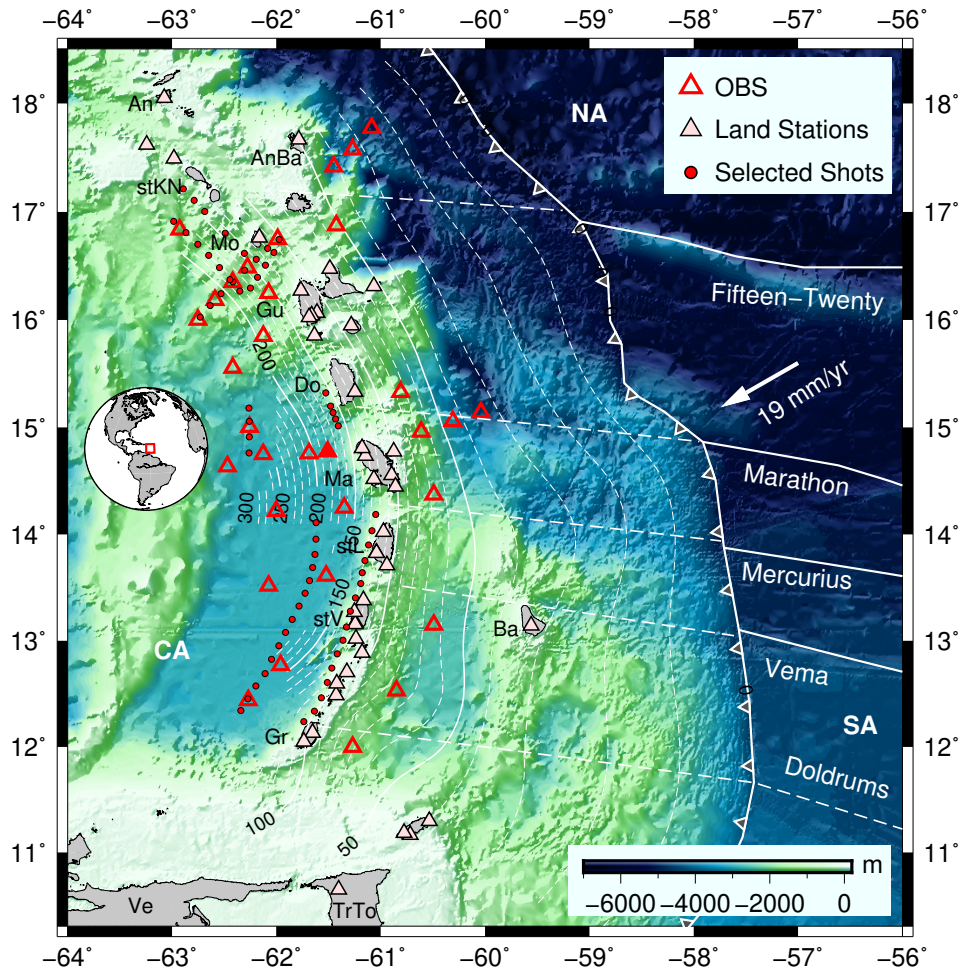 −64˚ −63˚ −62˚ −61˚ −60˚ −59˚ −58˚ −57˚ −56˚
18˚ 18˚
17˚ 17˚
16˚ 16˚
15˚ 15˚
14˚ 14˚
13˚ 13˚
12˚ 12˚
11˚ 11˚
OBS
Land Stations
Selected Shots
NA
An
AnBa
stKN
Mo
Gu
Fifteen−Twenty
200
Do
19 mm/yr
Ma
Marathon
300
250
200
50
stL
Mercurius
150
stV
Ba
CA
Vema
0
SA
Gr
Doldrums
100
50
m
−6000 −4000 −2000 0
Ve
TrTo
−64˚ −63˚ −62˚ −61˚ −60˚ −59˚ −58˚ −57˚ −56˚